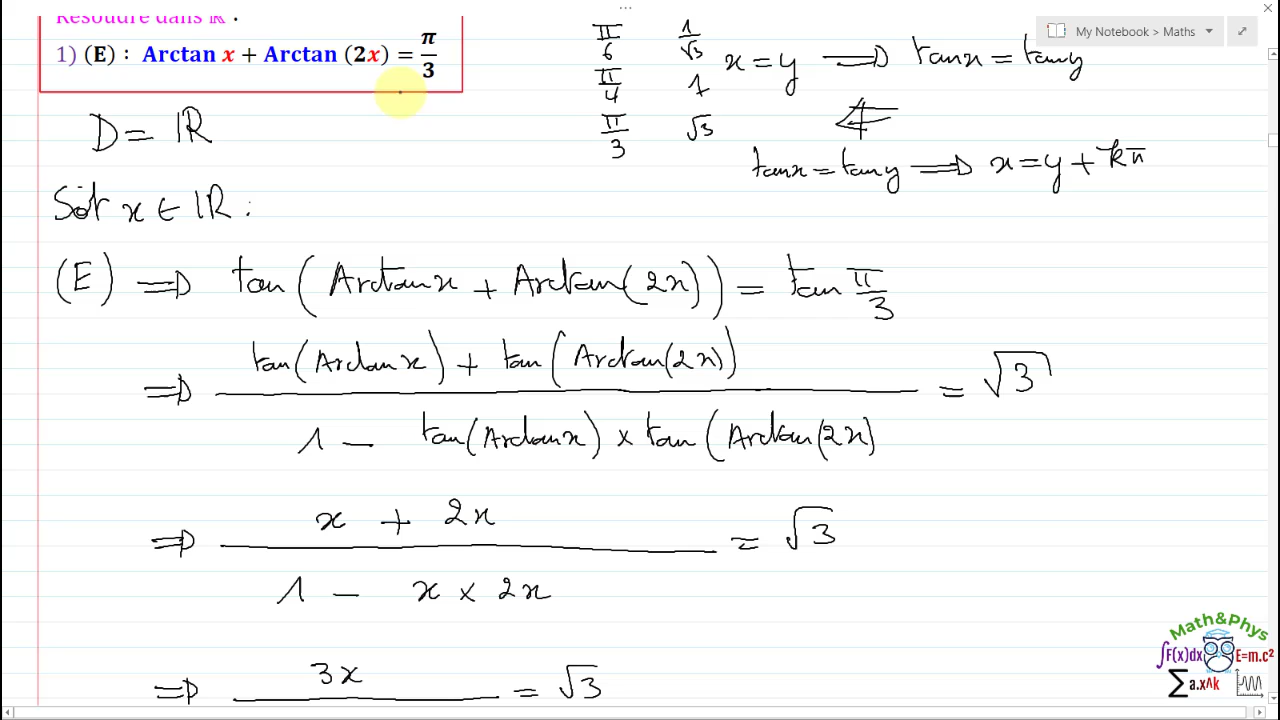 Résoudre dans ℝ :
1) (E) : Arctan x + Arctan (2x) = π/3
π/6 1/√3
π/4 1
π/3 √3
x = y ⟹ tan x = tan y
⟸̸
tan x = tan y ⟹ x = y + kπ
My Notebook > Maths
D = ℝ
Soit x ∈ ℝ :
(E) ⟹ tan(Arctan x + Arctan(2x)) = tan π/3
⟹ tan(Arctan x) + tan(Arctan(2x)) / 1 - tan(Arctan x) × tan(Arctan(2x) = √3
⟹ x + 2x / 1 - x × 2x = √3
⟹ 3x / = √3
Math&Phys
∫F(x)dx E=m.c²
∑ a.x∧k